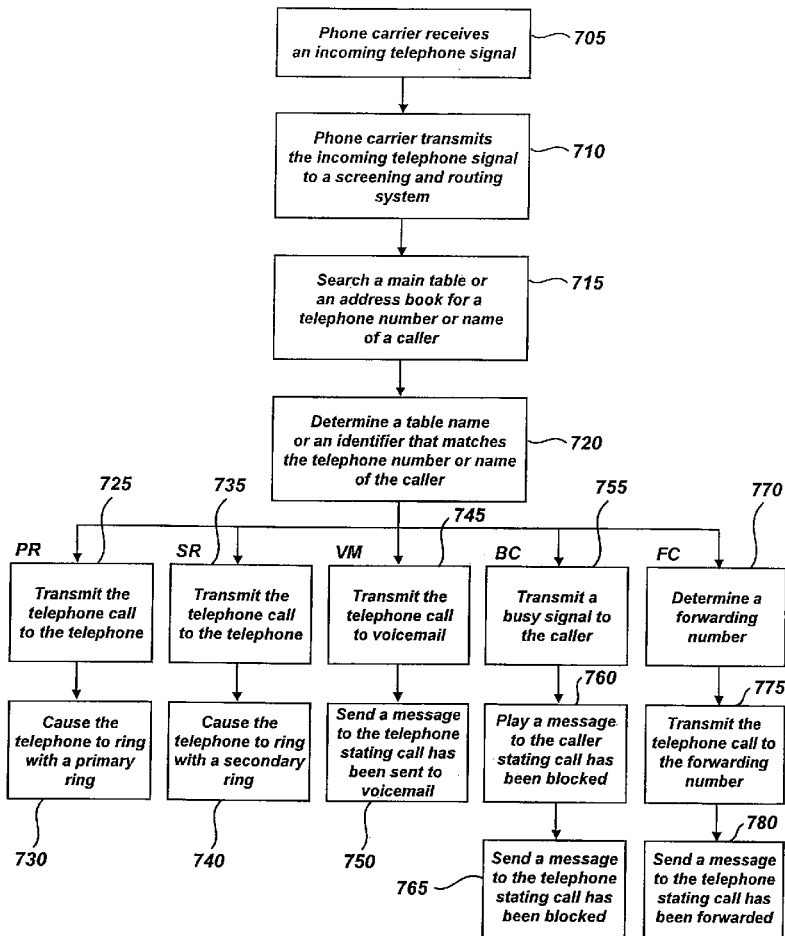 Phone carrier receives
an incoming telephone signal
705
Phone carrier transmits
the incoming telephone signal
to a screening and routing
system
710
Search a main table or
an address book for a
telephone number or name
of a caller
715
Determine a table name
or an identifier that matches
the telephone number or name
of the caller
720
725
735
745
755
770
PR
SR
VM
BC
FC
Transmit the
telephone call
to the telephone
Transmit the
telephone call
to the telephone
Transmit the
telephone call
to voicemail
Transmit a
busy signal to
the caller
Determine a
forwarding
number
760
775
Cause the
telephone to ring
with a primary
ring
Cause the
telephone to ring
with a secondary
ring
Send a message
to the telephone
stating call has
been sent to
voicemail
Play a message
to the caller
stating call has
been blocked
Transmit the
telephone call to
the forwarding
number
730
740
750
765
780
Send a message
to the telephone
stating call has
been blocked
Send a message
to the telephone
stating call has
been forwarded